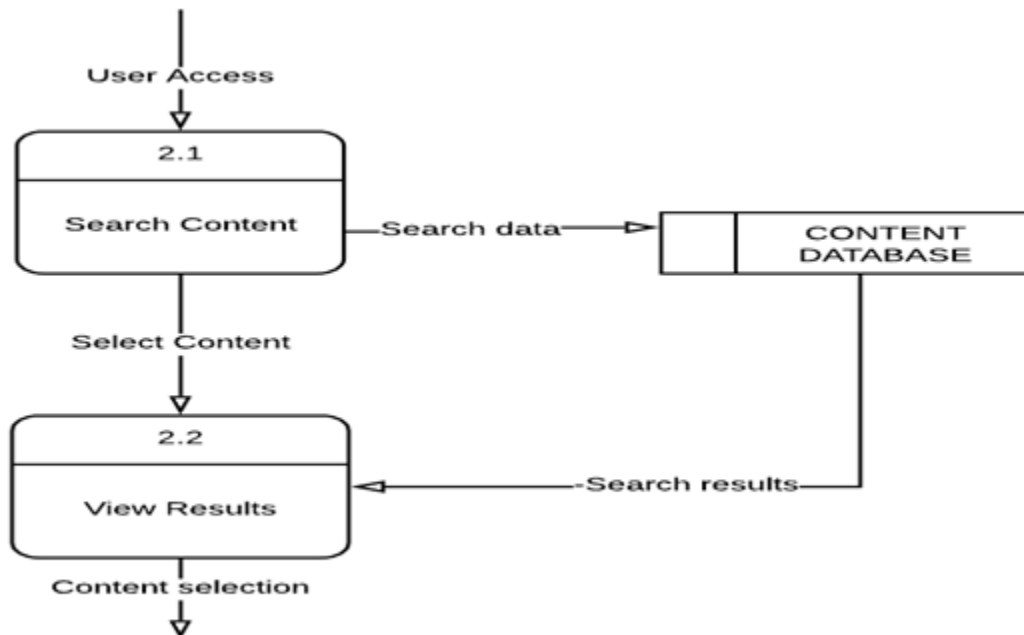 User Access
2.1
Search Content
Search data
CONTENT
DATABASE
Select Content
2.2
View Results
-Search results
Content selection